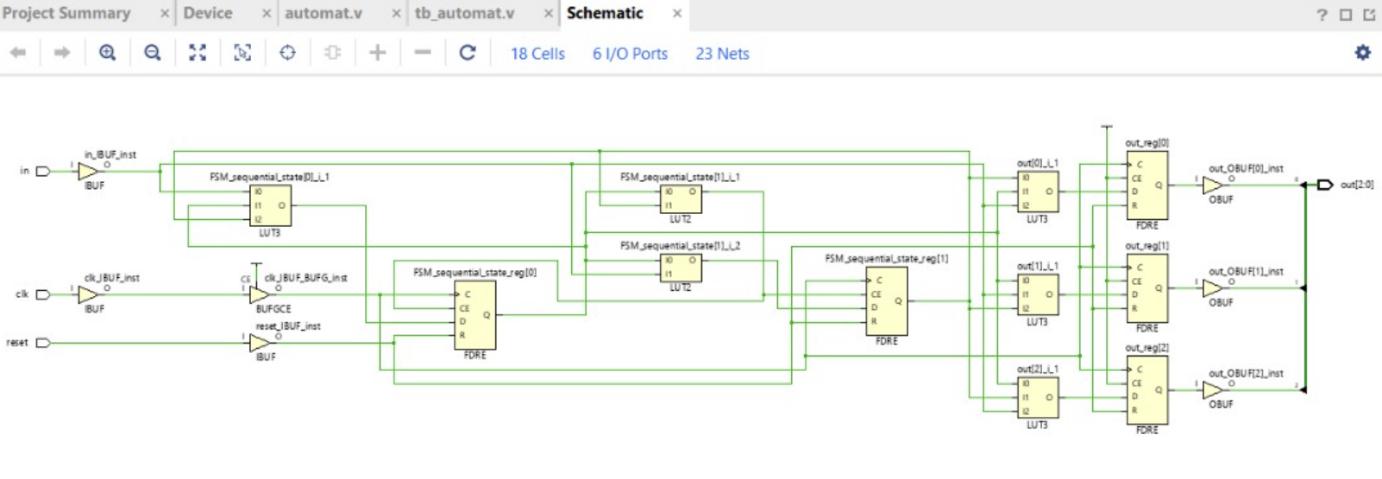 Project Summary × Device × automat.v × tb_automat.v × Schematic × ?
18 Cells 6 I/O Ports 23 Nets
in
I
in_IBUF_inst
O
IBUF
FSM_sequential_state[0]_i_1
I0
I1
I2
O
LUT3
clk
I
clk_IBUF_inst
O
IBUF
CE
I
clk_IBUF_BUFG_inst
O
BUFGCE
reset
I
reset_IBUF_inst
O
IBUF
FSM_sequential_state_reg[0]
C
CE
D
R
Q
FDRE
FSM_sequential_state[1]_i_1
I0
I1
O
LUT2
FSM_sequential_state[1]_i_2
I0
I1
O
LUT2
FSM_sequential_state_reg[1]
C
CE
D
R
Q
FDRE
out[0]_i_1
I0
I1
I2
O
LUT3
out[1]_i_1
I0
I1
I2
O
LUT3
out[2]_i_1
I0
I1
I2
O
LUT3
out_reg[0]
C
CE
D
R
Q
FDRE
out_reg[1]
C
CE
D
R
Q
FDRE
out_reg[2]
C
CE
D
R
Q
FDRE
out_OBUF[0]_inst
I
O
OBUF
0
out_OBUF[1]_inst
I
O
OBUF
1
out_OBUF[2]_inst
I
O
OBUF
2
out[2:0]